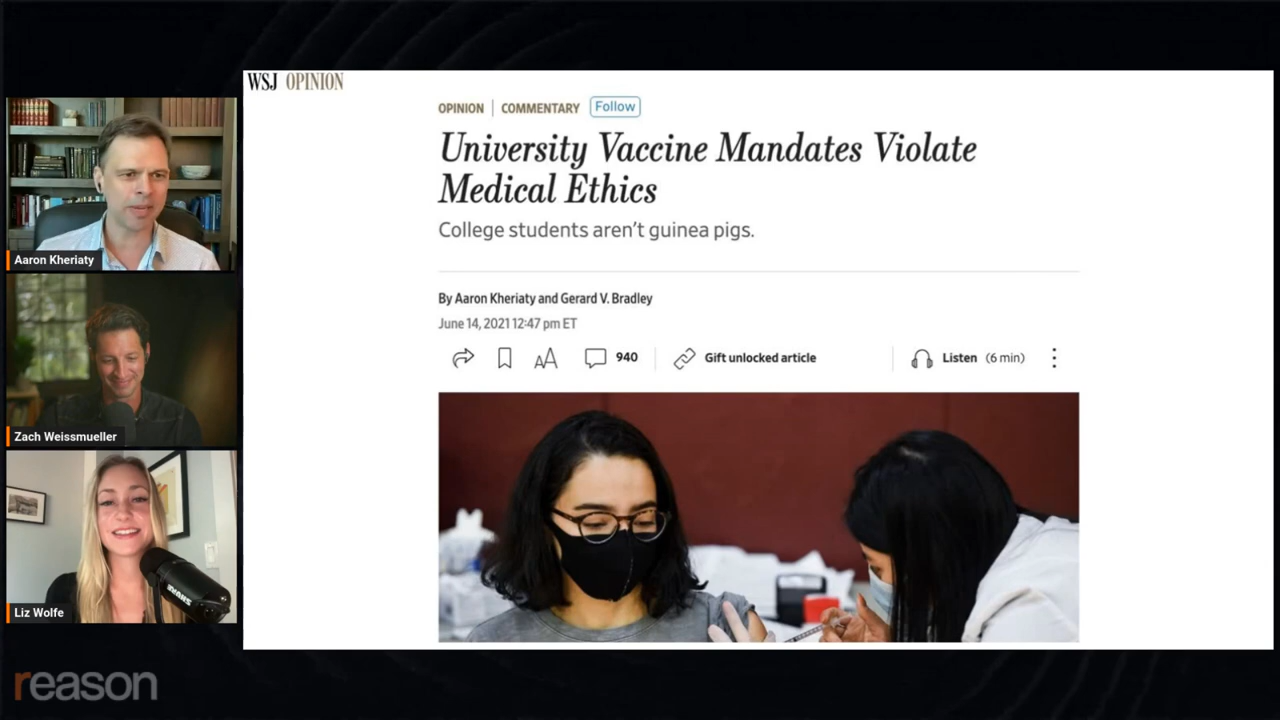 WSJ OPINION
OPINION | COMMENTARY Follow
University Vaccine Mandates Violate
Medical Ethics
College students aren't guinea pigs.
By Aaron Kheriaty and Gerard V. Bradley
June 14, 2021 12:47 pm ET
AA 940 Gift unlocked article Listen (6 min)
Aaron Kheriaty
Zach Weissmueller
Liz Wolfe
SHURE
reason